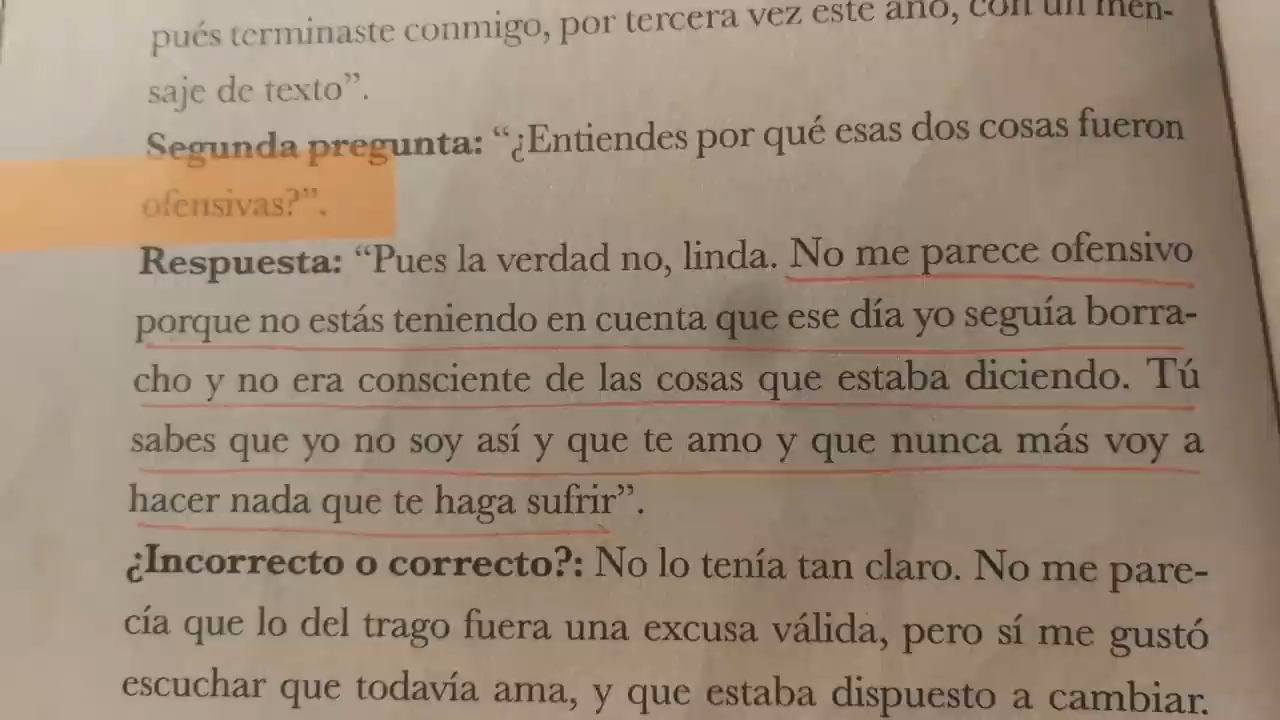 pués terminaste conmigo, por tercera vez este año, con un men-
saje de texto”.
Segunda pregunta: “¿Entiendes por qué esas dos cosas fueron
ofensivas?”.
Respuesta: “Pues la verdad no, linda. No me parece ofensivo
porque no estás teniendo en cuenta que ese día yo seguía borra-
cho y no era consciente de las cosas que estaba diciendo. Tú
sabes que yo no soy así y que te amo y que nunca más voy a
hacer nada que te haga sufrir”.
¿Incorrecto o correcto?: No lo tenía tan claro. No me pare-
cía que lo del trago fuera una excusa válida, pero sí me gustó
escuchar que todavía ama, y que estaba dispuesto a cambiar.